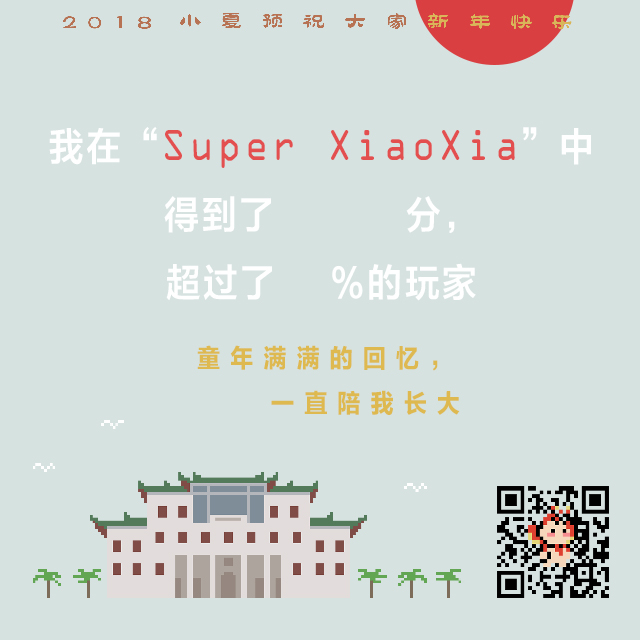 2018 小夏预祝大家新年快乐
我在“Super XiaoXia”中
得到了 分，
超过了 %的玩家
童年满满的回忆，
一直陪我长大